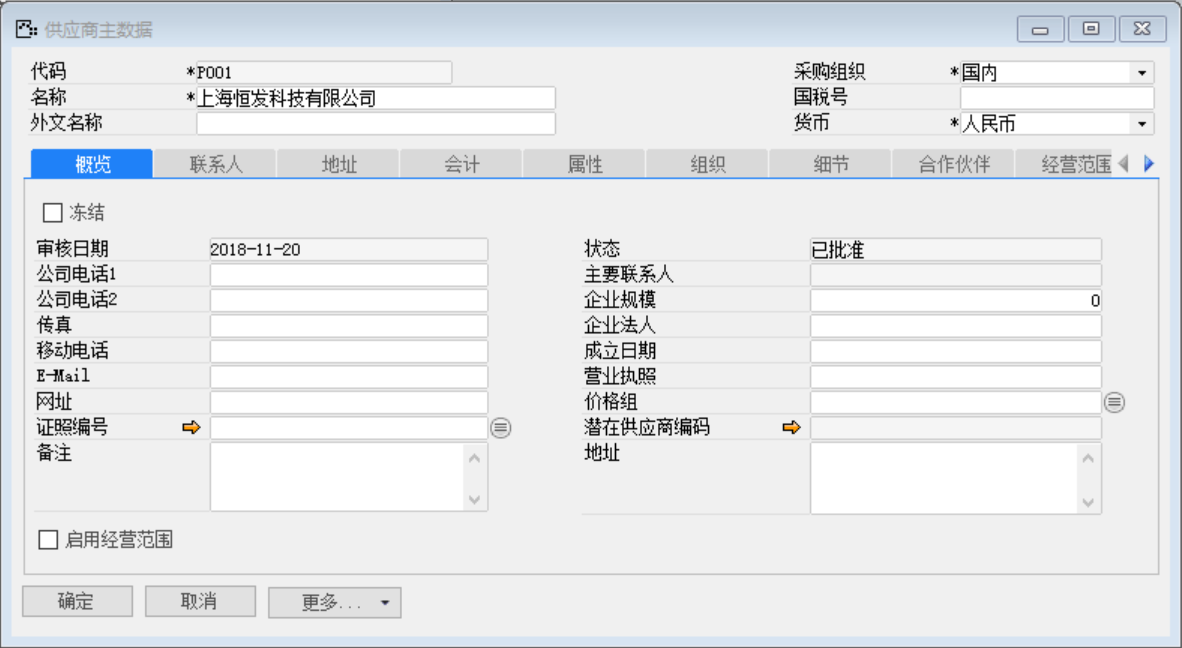 供应商主数据
代码 *P001 采购组织 *国内
名称 *上海恒发科技有限公司 国税号
外文名称 货币 *人民币
概览 联系人 地址 会计 属性 组织 细节 合作伙伴 经营范围
冻结
审核日期 2018-11-20 状态 已批准
公司电话1 主要联系人
公司电话2 企业规模 0
传真 企业法人
移动电话 成立日期
E-Mail 营业执照
网址 价格组
证照编号 潜在供应商编码
备注 地址
启用经营范围
确定 取消 更多...